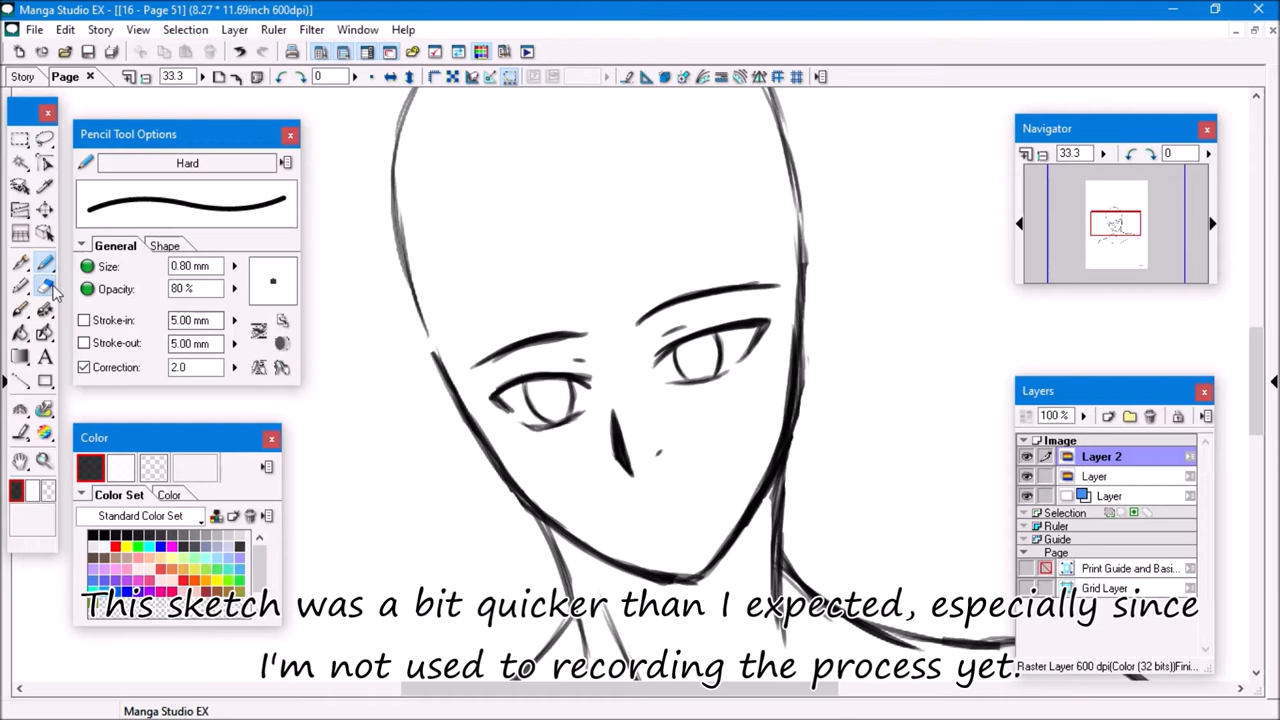 Manga Studio EX - [[16 - Page 51] (8.27 * 11.69inch 600dpi)]
File Edit Story View Selection Layer Ruler Filter Window Help
Story Page 33.3 0
Pencil Tool Options
Hard
General Shape
Size: 0.80 mm
Opacity: 80 %
Stroke-in: 5.00 mm
Stroke-out: 5.00 mm
Correction: 2.0
Color
Color Set Color
Standard Color Set
Navigator
33.3 0
Layers
100 %
Image
Layer 2
Layer
Layer
Selection
Ruler
Guide
Page
Print Guide and Basi...
Grid Layer
Raster Layer 600 dpi(Color (32 bits))Fini...
This sketch was a bit quicker than I expected, especially since
I'm not used to recording the process yet.
Manga Studio EX